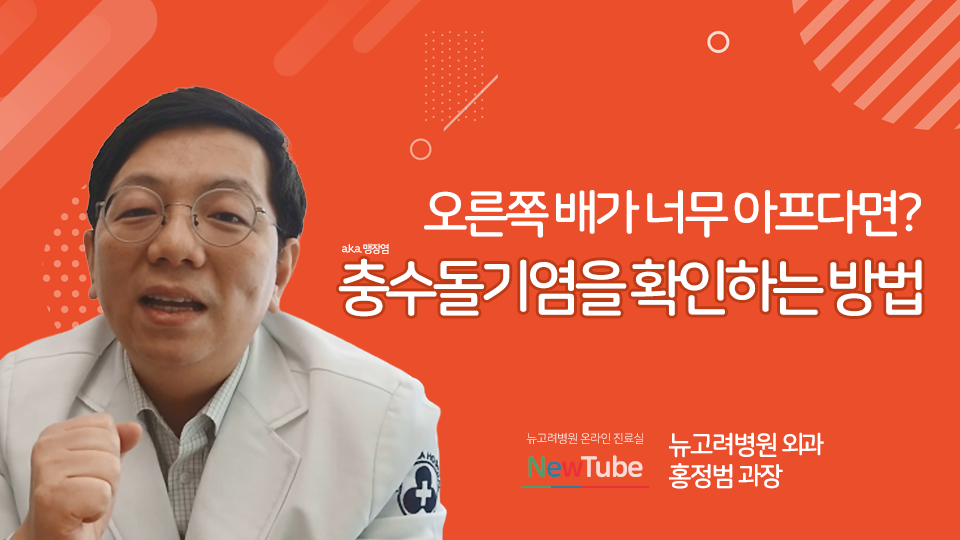 오른쪽 배가 너무 아프다면?
a.k.a. 맹장염
충수돌기염을 확인하는 방법
뉴고려병원 온라인 진료실
NewTube
뉴고려병원 외과
홍정범 과장